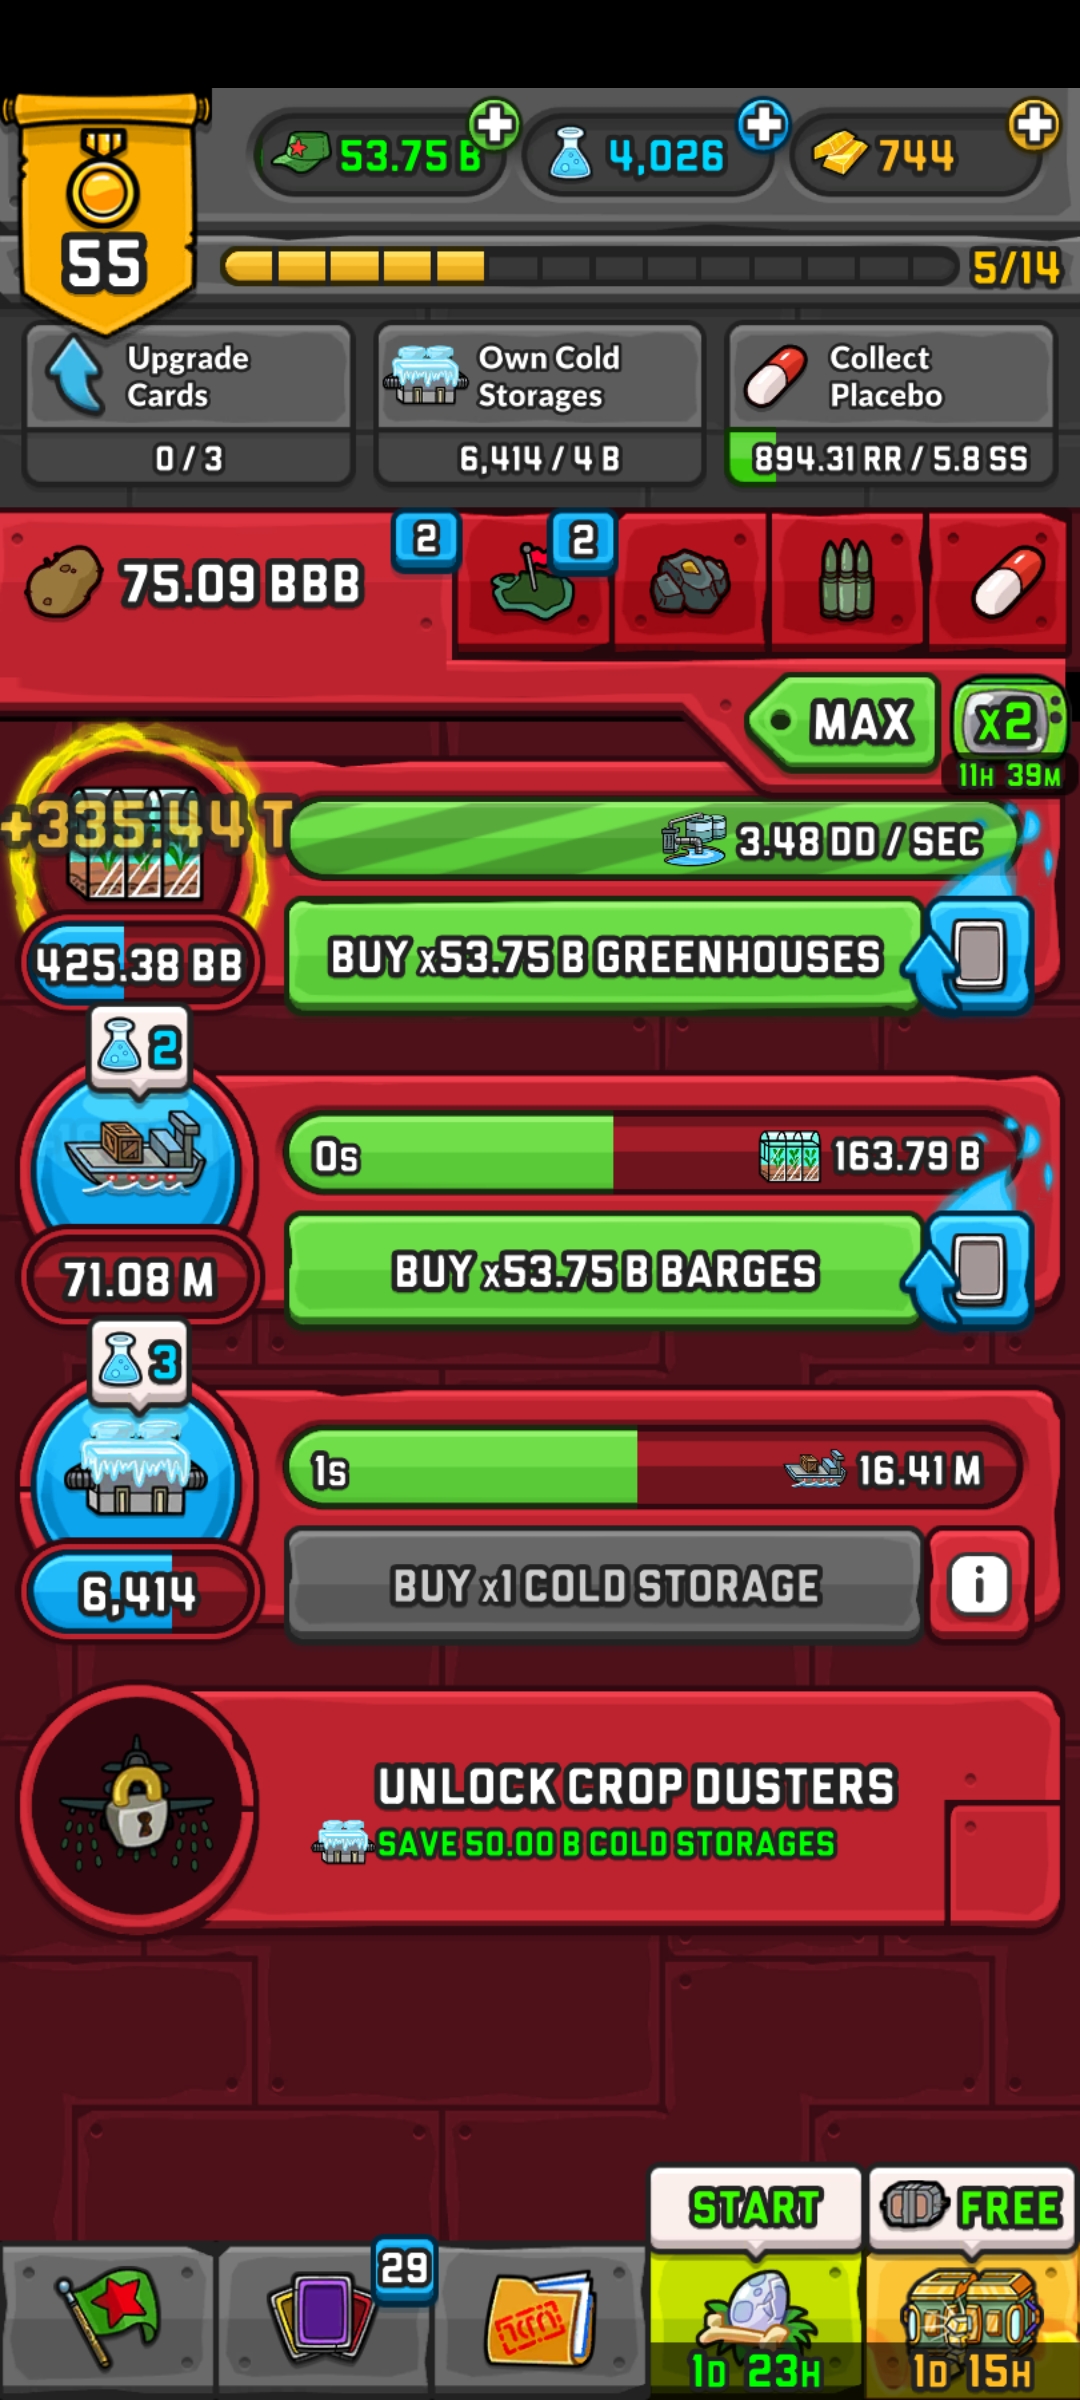 55
53.75 B
4,026
744
5/14
Upgrade
Cards
0 / 3
Own Cold
Storages
6,414 / 4 B
Collect
Placebo
894.31 RR / 5.8 SS
75.09 BBB
2
2
MAX
x2
11H 39M
+335.44 T
3.48 DD / SEC
425.38 BB
BUY x53.75 B GREENHOUSES
2
0s
163.79 B
71.08 M
BUY x53.75 B BARGES
3
1s
16.41 M
6,414
BUY x1 COLD STORAGE
i
UNLOCK CROP DUSTERS
SAVE 50.00 B COLD STORAGES
START
FREE
29
1D 23H
1D 15H